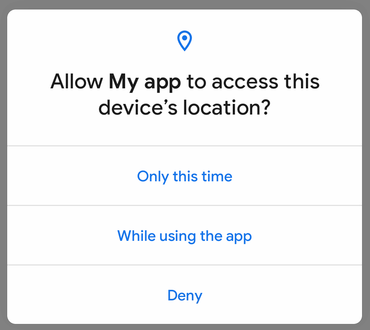 Allow My app to access this
device’s location?
Only this time
While using the app
Deny